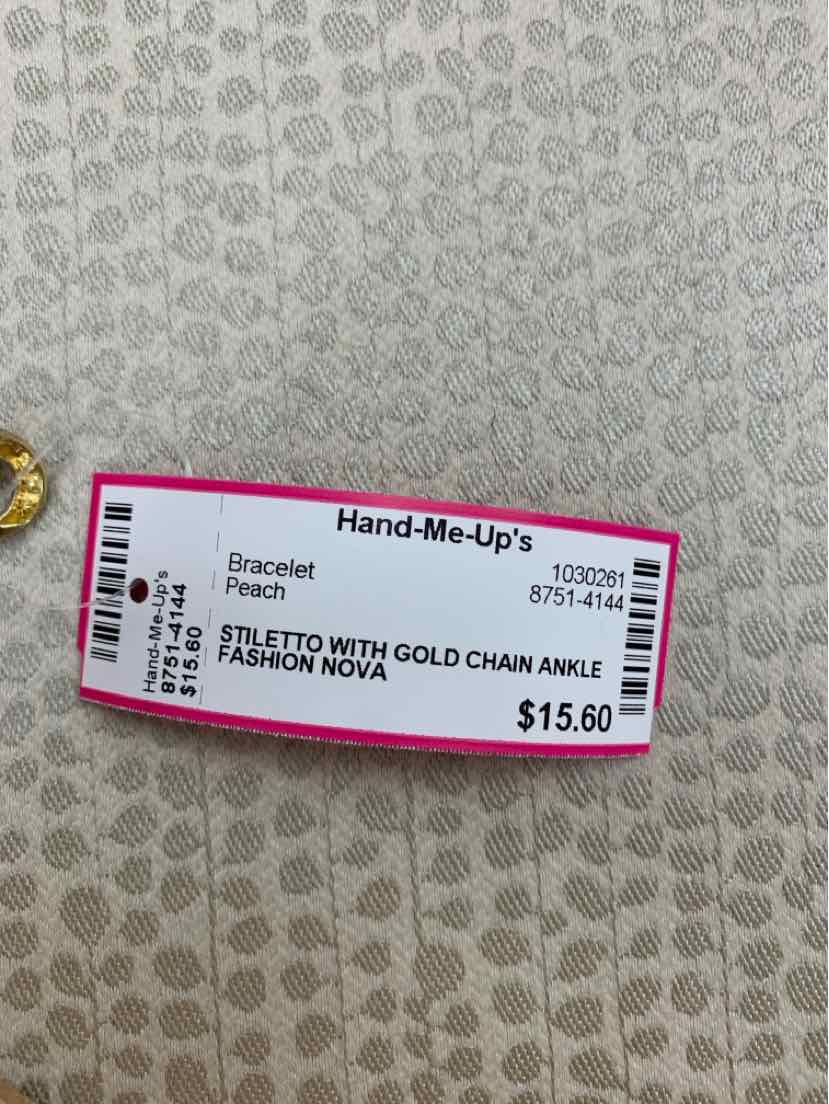 Hand-Me-Up's
Bracelet
Peach
1030261
8751-4144
STILETTO WITH GOLD CHAIN ANKLE
FASHION NOVA
$15.60
Hand-Me-Up's
8751-4144
$15.60